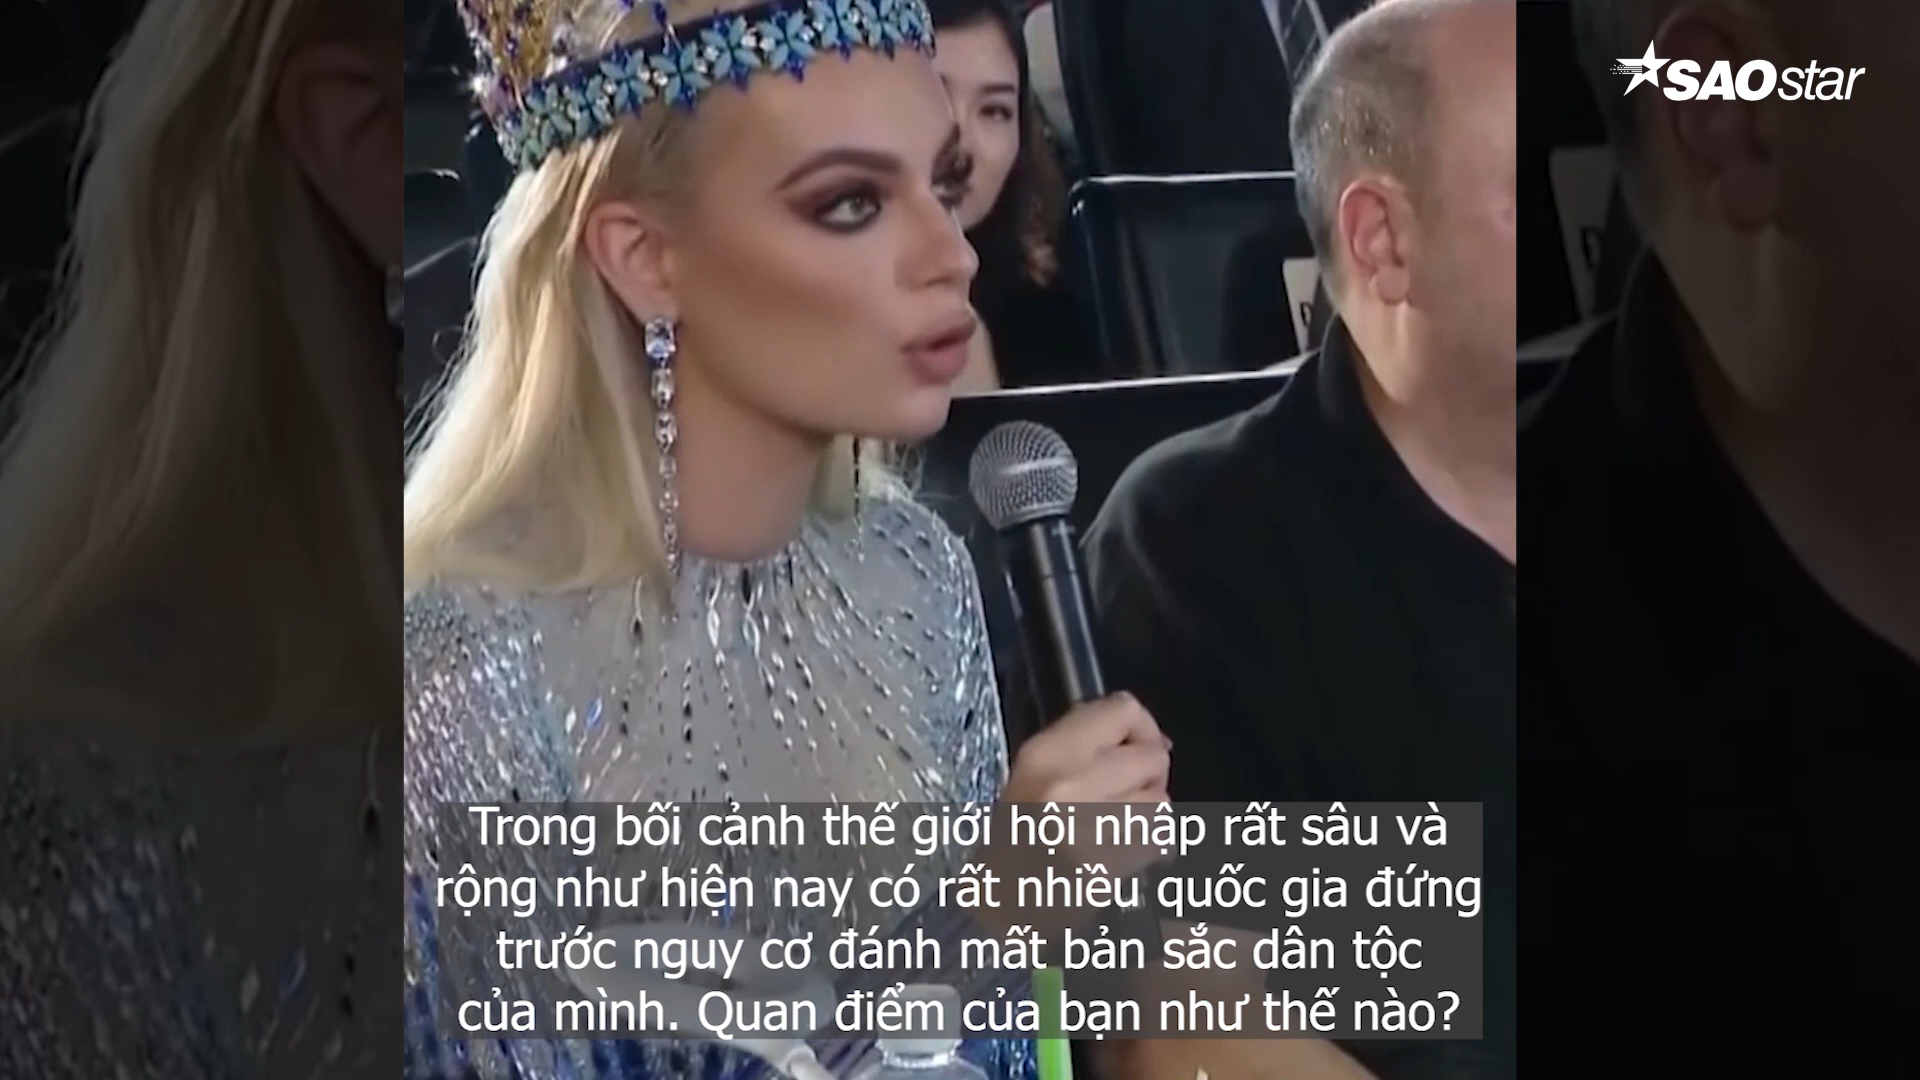 SAOstar
Trong bối cảnh thế giới hội nhập rất sâu và
rộng như hiện nay có rất nhiều quốc gia đứng
trước nguy cơ đánh mất bản sắc dân tộc
của mình. Quan điểm của bạn như thế nào?